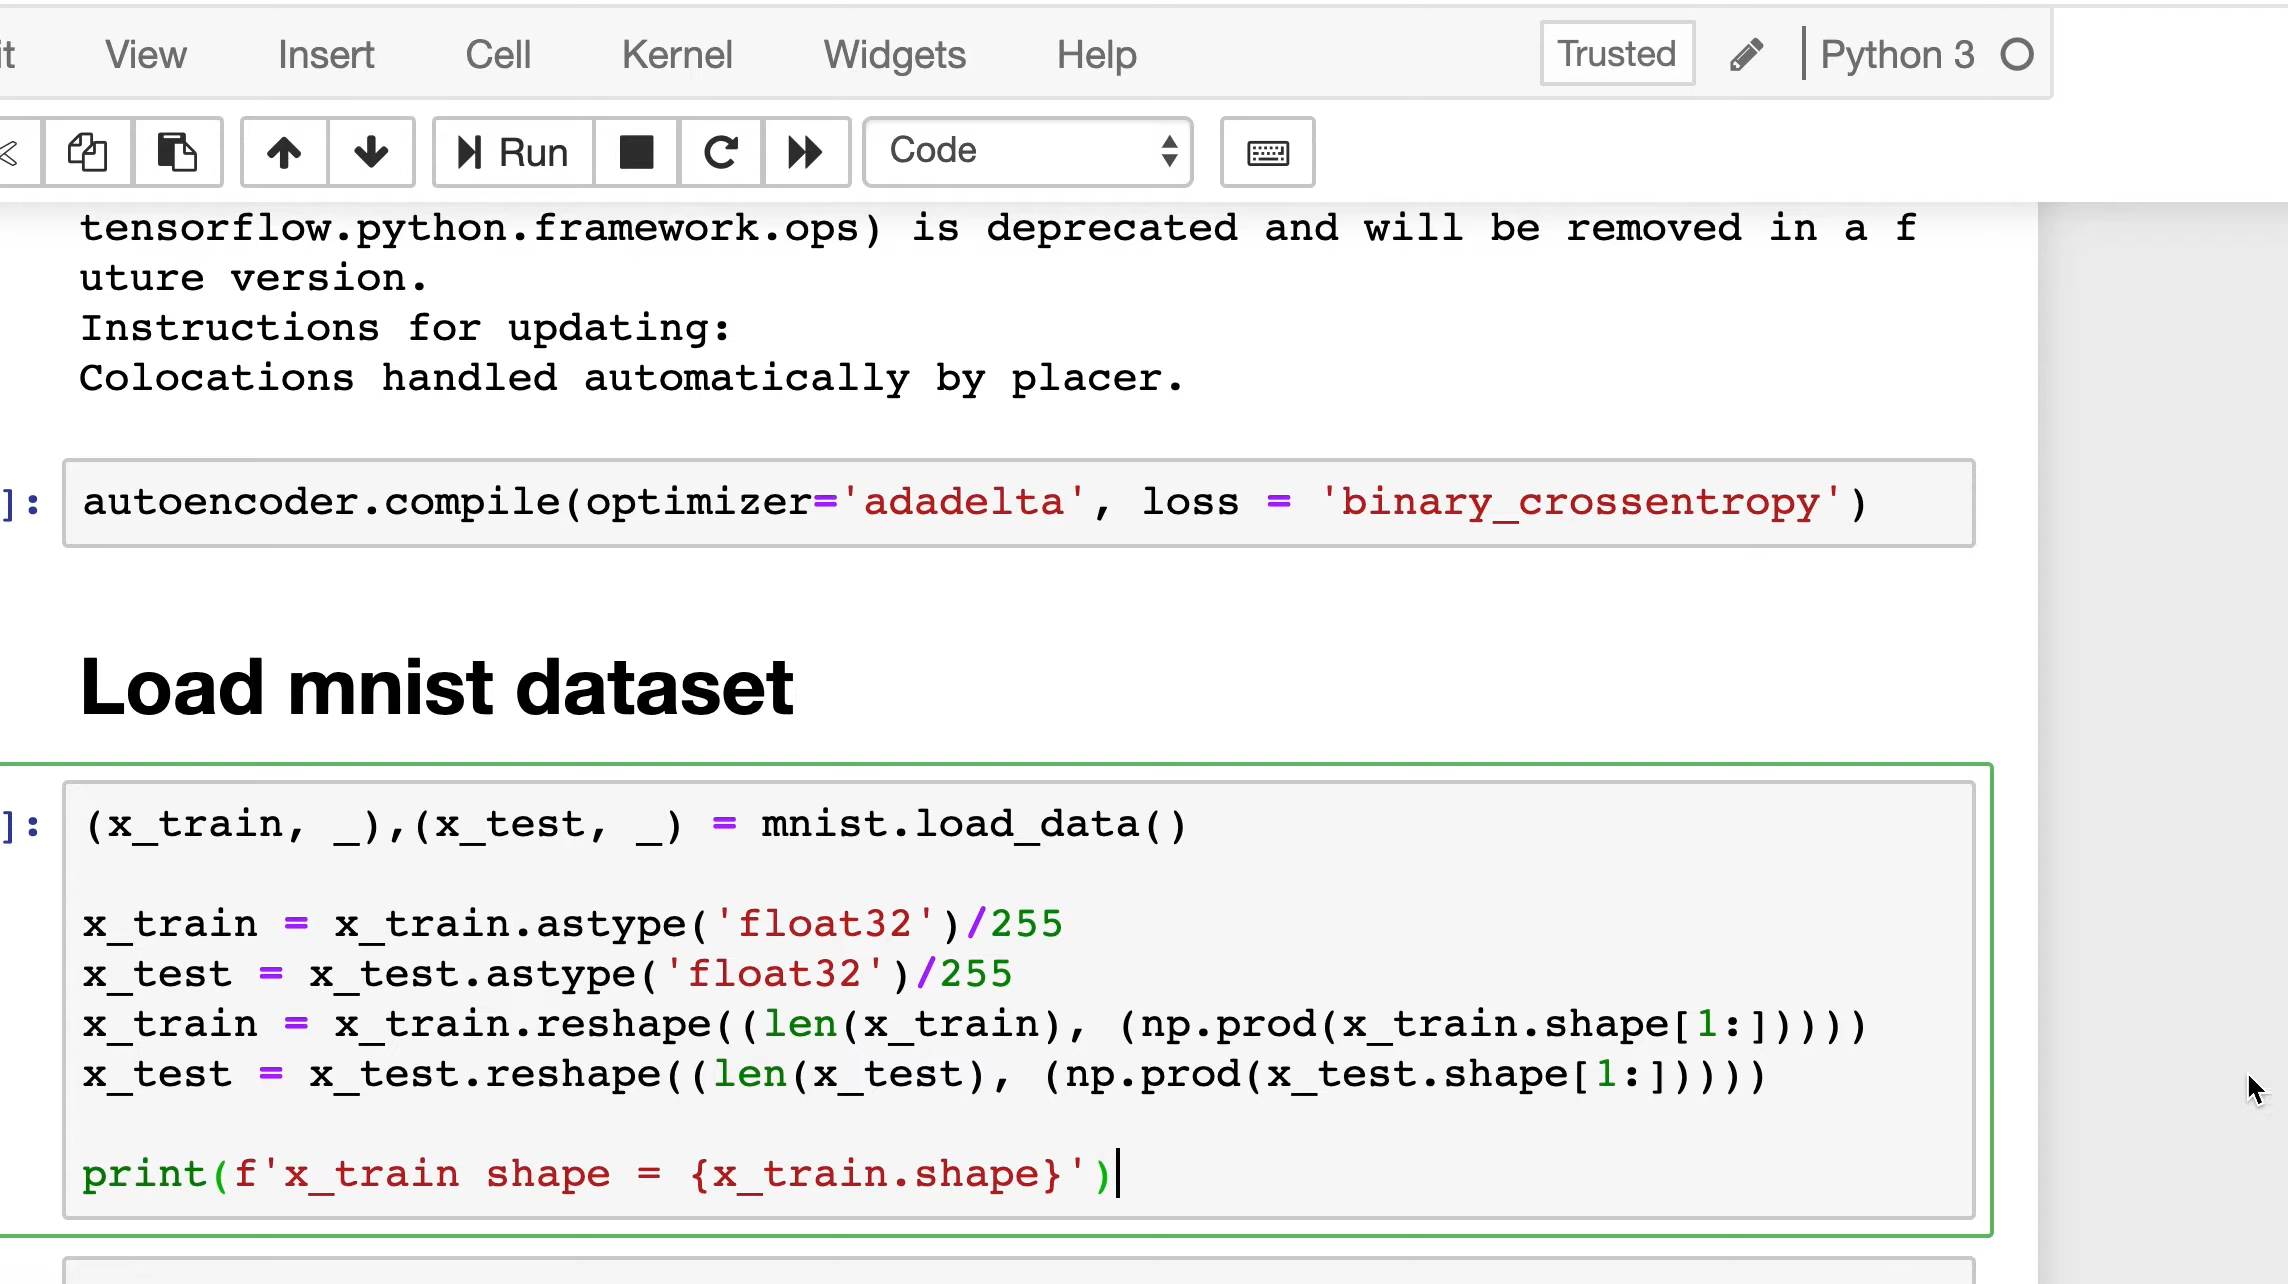 it View Insert Cell Kernel Widgets Help Trusted Python 3
Run Code
tensorflow.python.framework.ops) is deprecated and will be removed in a f
uture version.
Instructions for updating:
Colocations handled automatically by placer.
]: autoencoder.compile(optimizer='adadelta', loss = 'binary_crossentropy')
Load mnist dataset
]: (x_train, _),(x_test, _) = mnist.load_data()
x_train = x_train.astype('float32')/255
x_test = x_test.astype('float32')/255
x_train = x_train.reshape((len(x_train), (np.prod(x_train.shape[1:]))))
x_test = x_test.reshape((len(x_test), (np.prod(x_test.shape[1:]))))
print(f'x_train shape = {x_train.shape}')